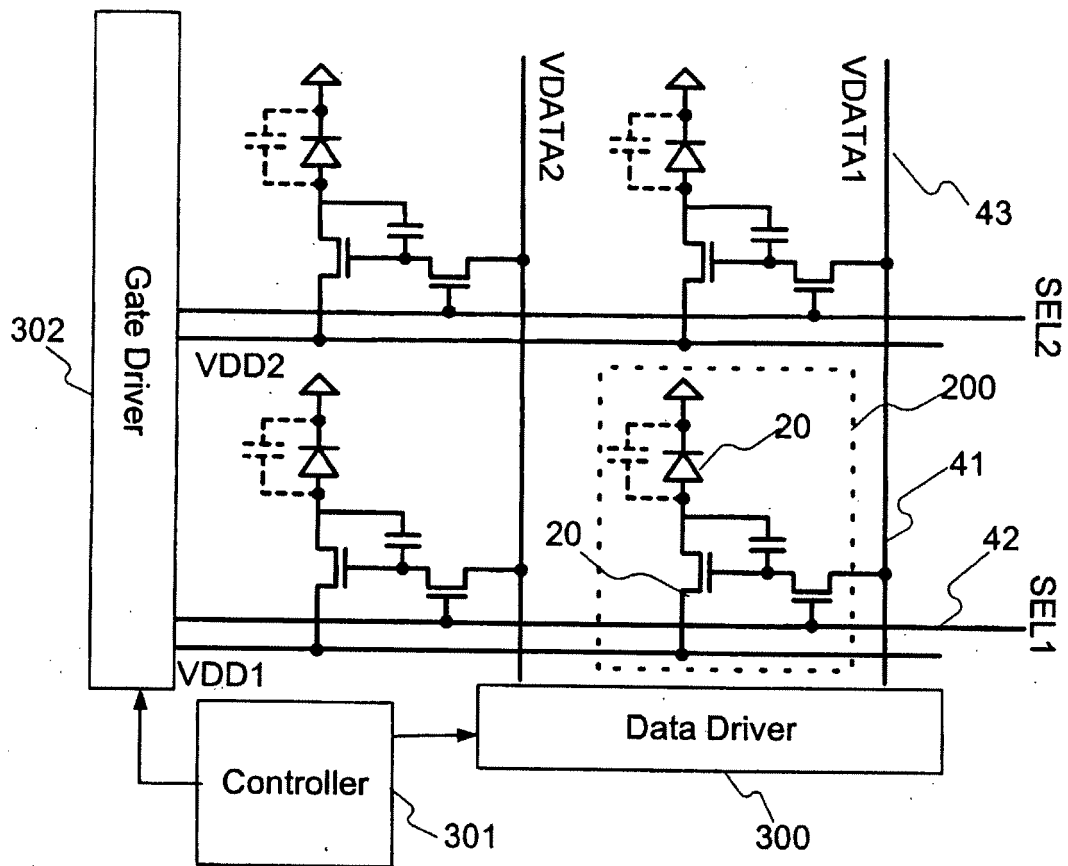 VDATA2
VDATA1
43
SEL2
Gate Driver
302
VDD2
200
20
41
20
42
SEL1
VDD1
Data Driver
Controller
301
300